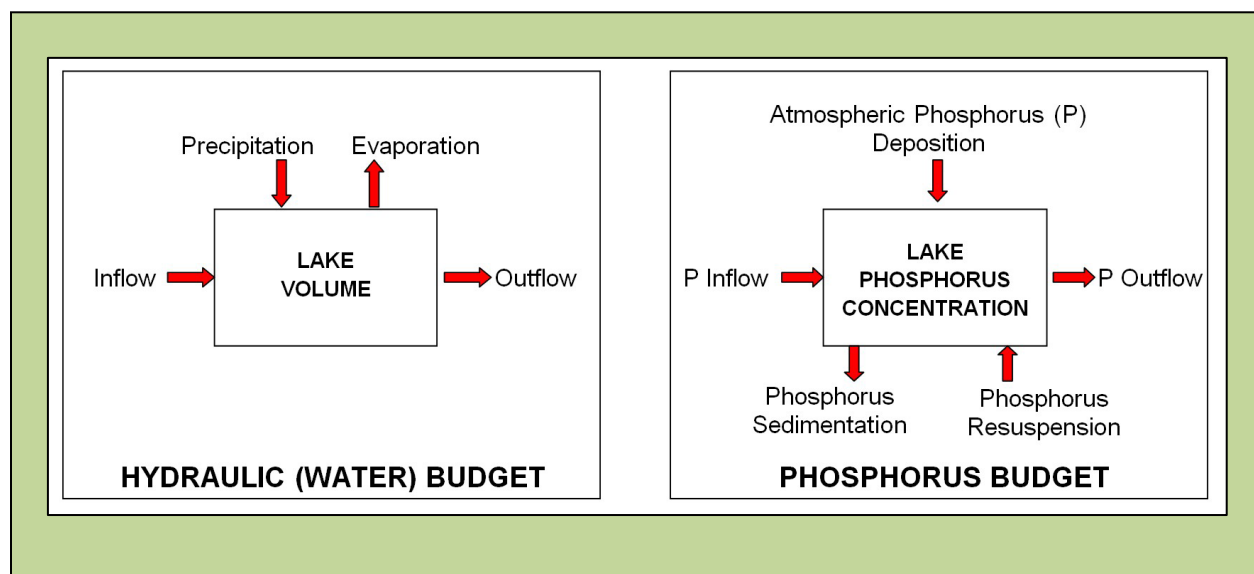 Precipitation
Evaporation
Inflow
LAKE
VOLUME
Outflow
HYDRAULIC (WATER) BUDGET
Atmospheric Phosphorus (P)
Deposition
P Inflow
LAKE
PHOSPHORUS
CONCENTRATION
P Outflow
Phosphorus
Sedimentation
Phosphorus
Resuspension
PHOSPHORUS BUDGET